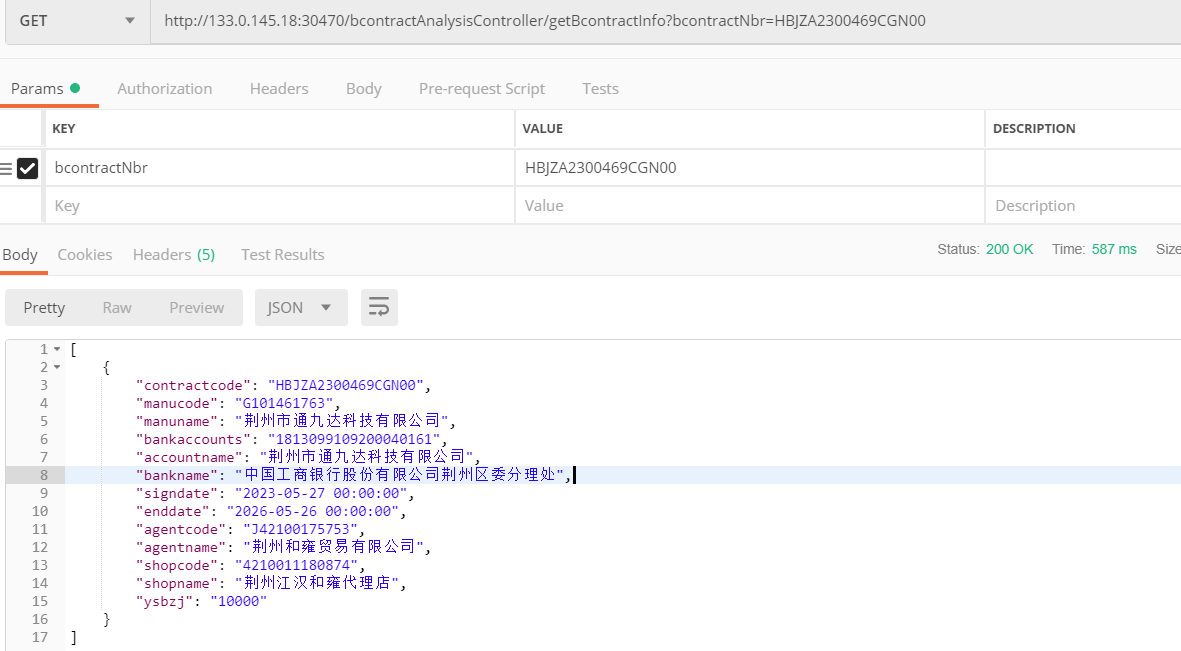 GET http://133.0.145.18:30470/bcontractAnalysisController/getBcontractInfo?bcontractNbr=HBJZA2300469CGN00
Params Authorization Headers Body Pre-request Script Tests
KEY VALUE DESCRIPTION
bcontractNbr HBJZA2300469CGN00
Key Value Description
Body Cookies Headers (5) Test Results Status: 200 OK Time: 587 ms Size
Pretty Raw Preview JSON
1 [
2 {
3 "contractcode": "HBJZA2300469CGN00",
4 "manucode": "G101461763",
5 "manuname": "荆州市通九达科技有限公司",
6 "bankaccounts": "1813099109200040161",
7 "accountname": "荆州市通九达科技有限公司",
8 "bankname": "中国工商银行股份有限公司荆州区委分理处",
9 "signdate": "2023-05-27 00:00:00",
10 "enddate": "2026-05-26 00:00:00",
11 "agentcode": "J42100175753",
12 "agentname": "荆州和雍贸易有限公司",
13 "shopcode": "4210011180874",
14 "shopname": "荆州江汉和雍代理店",
15 "ysbzj": "10000"
16 }
17 ]